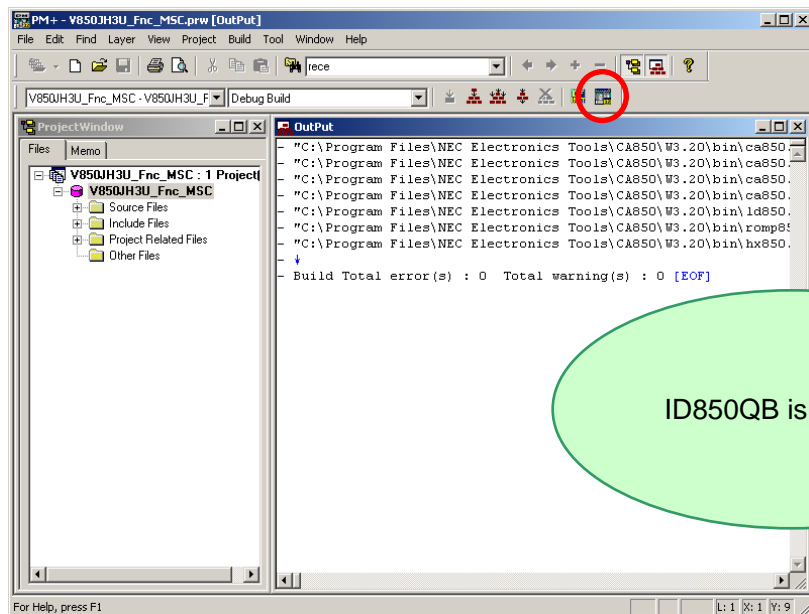 PM+ - V850JH3U_Fnc_MSC.prw [OutPut]
File Edit Find Layer View Project Build Tool Window Help
rece
V850JH3U_Fnc_MSC - V850JH3U_F Debug Build
ProjectWindow
Files Memo
V850JH3U_Fnc_MSC : 1 Project[
V850JH3U_Fnc_MSC
Source Files
Include Files
Project Related Files
Other Files
OutPut
- "C:\Program Files\NEC Electronics Tools\CA850\W3.20\bin\ca850.
- "C:\Program Files\NEC Electronics Tools\CA850\W3.20\bin\ca850.
- "C:\Program Files\NEC Electronics Tools\CA850\W3.20\bin\ca850.
- "C:\Program Files\NEC Electronics Tools\CA850\W3.20\bin\ca850.
- "C:\Program Files\NEC Electronics Tools\CA850\W3.20\bin\ld850.
- "C:\Program Files\NEC Electronics Tools\CA850\W3.20\bin\romp85
- "C:\Program Files\NEC Electronics Tools\CA850\W3.20\bin\hx850.
- ↓
- Build Total error(s) : 0 Total warning(s) : 0 [EOF]
ID850QB is
For Help, press F1
L: 1 X: 1 Y: 9